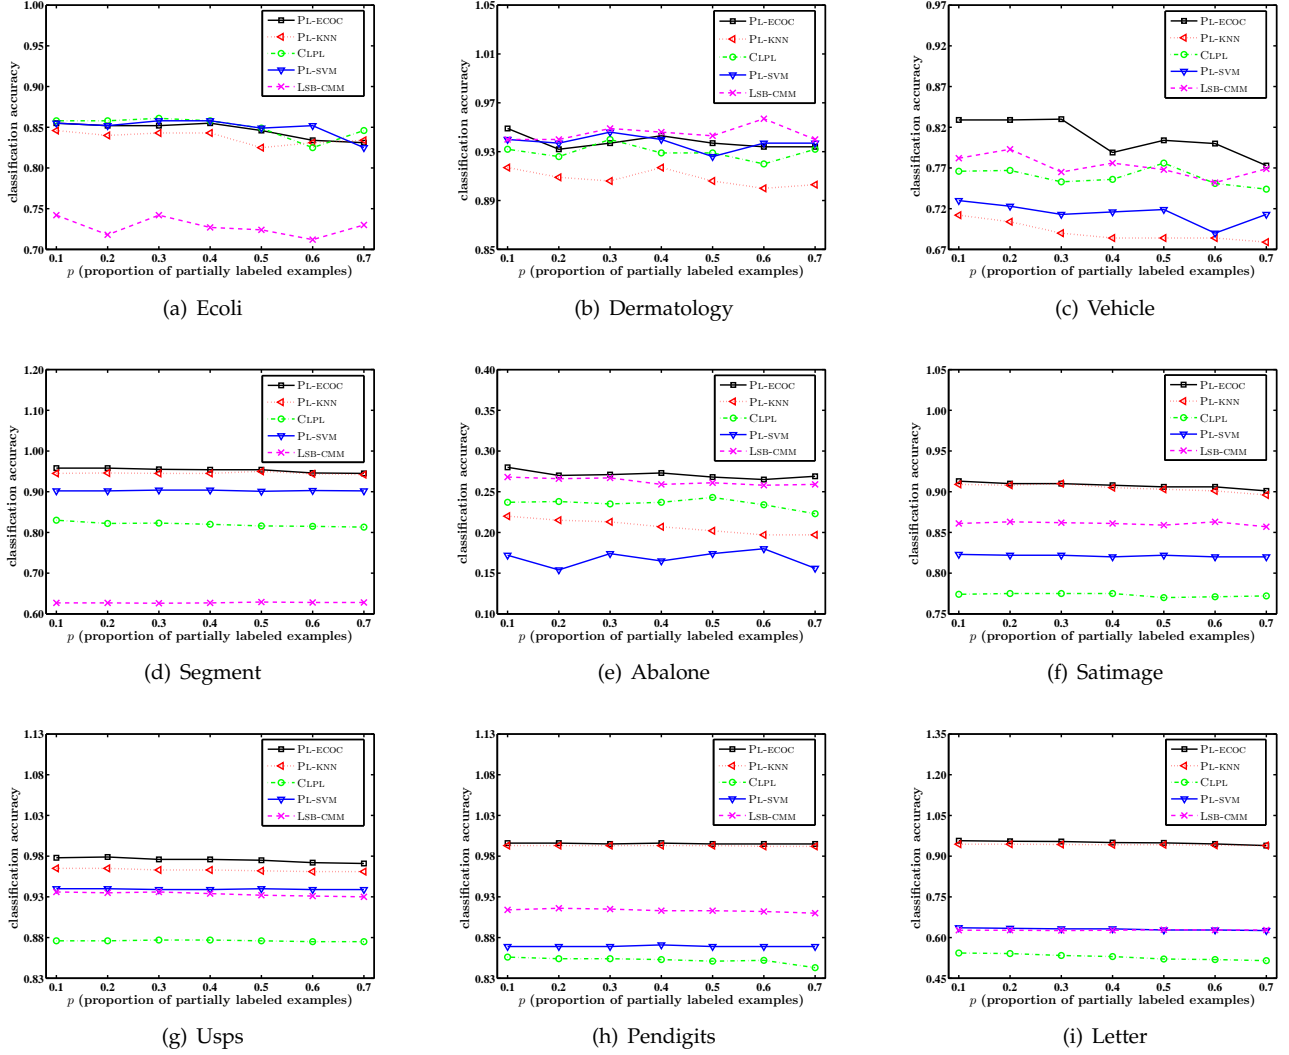 1.00
0.95
0.90
0.85
0.80
0.75
0.70
classification accuracy
PL-ECOC
PL-KNN
CLPL
PL-SVM
LSB-CMM
0.1 0.2 0.3 0.4 0.5 0.6 0.7
p (proportion of partially labeled examples)
(a) Ecoli
1.05
1.01
0.97
0.93
0.89
0.85
classification accuracy
PL-ECOC
PL-KNN
CLPL
PL-SVM
LSB-CMM
0.1 0.2 0.3 0.4 0.5 0.6 0.7
p (proportion of partially labeled examples)
(b) Dermatology
0.97
0.92
0.87
0.82
0.77
0.72
0.67
classification accuracy
PL-ECOC
PL-KNN
CLPL
PL-SVM
LSB-CMM
0.1 0.2 0.3 0.4 0.5 0.6 0.7
p (proportion of partially labeled examples)
(c) Vehicle
1.20
1.10
1.00
0.90
0.80
0.70
0.60
classification accuracy
PL-ECOC
PL-KNN
CLPL
PL-SVM
LSB-CMM
0.1 0.2 0.3 0.4 0.5 0.6 0.7
p (proportion of partially labeled examples)
(d) Segment
0.40
0.35
0.30
0.25
0.20
0.15
0.10
classification accuracy
PL-ECOC
PL-KNN
CLPL
PL-SVM
LSB-CMM
0.1 0.2 0.3 0.4 0.5 0.6 0.7
p (proportion of partially labeled examples)
(e) Abalone
1.05
1.00
0.95
0.90
0.85
0.80
0.75
classification accuracy
PL-ECOC
PL-KNN
CLPL
PL-SVM
LSB-CMM
0.1 0.2 0.3 0.4 0.5 0.6 0.7
p (proportion of partially labeled examples)
(f) Satimage
1.13
1.08
1.03
0.98
0.93
0.88
0.83
classification accuracy
PL-ECOC
PL-KNN
CLPL
PL-SVM
LSB-CMM
0.1 0.2 0.3 0.4 0.5 0.6 0.7
p (proportion of partially labeled examples)
(g) Usps
1.13
1.08
1.03
0.98
0.93
0.88
0.83
classification accuracy
PL-ECOC
PL-KNN
CLPL
PL-SVM
LSB-CMM
0.1 0.2 0.3 0.4 0.5 0.6 0.7
p (proportion of partially labeled examples)
(h) Pendigits
1.35
1.20
1.05
0.90
0.75
0.60
0.45
classification accuracy
PL-ECOC
PL-KNN
CLPL
PL-SVM
LSB-CMM
0.1 0.2 0.3 0.4 0.5 0.6 0.7
p (proportion of partially labeled examples)
(i) Letter